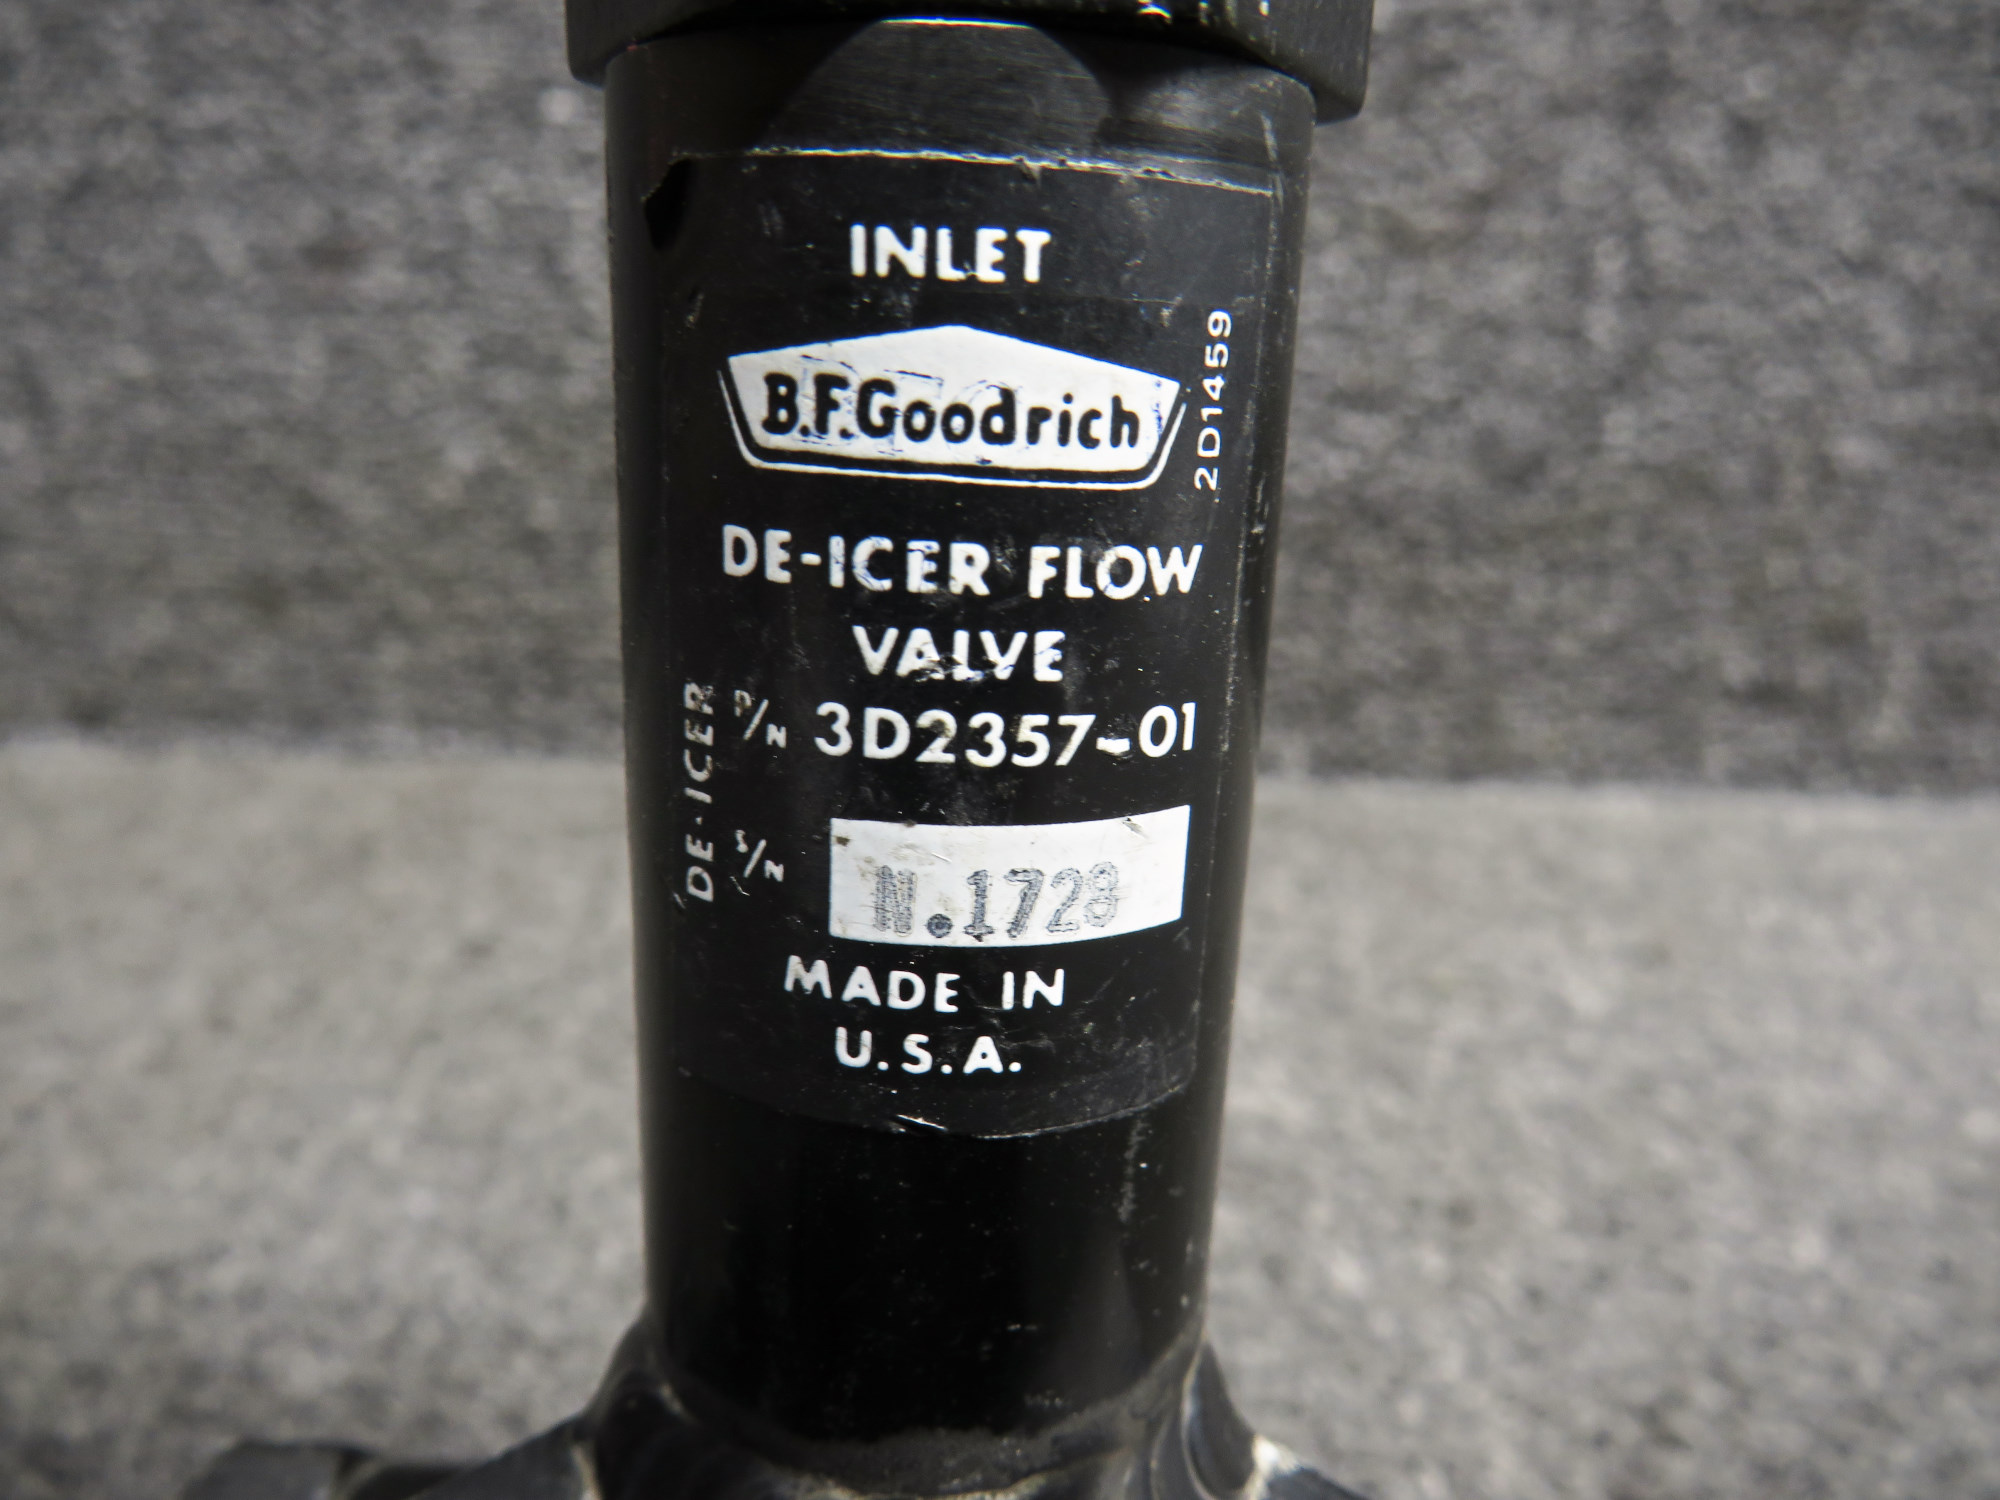 INLET
B.F.Goodrich
2D1459
DE-ICER FLOW
VALVE
P/N 3D2357-01
DE-ICER
S/N N.1728
MADE IN
U.S.A.